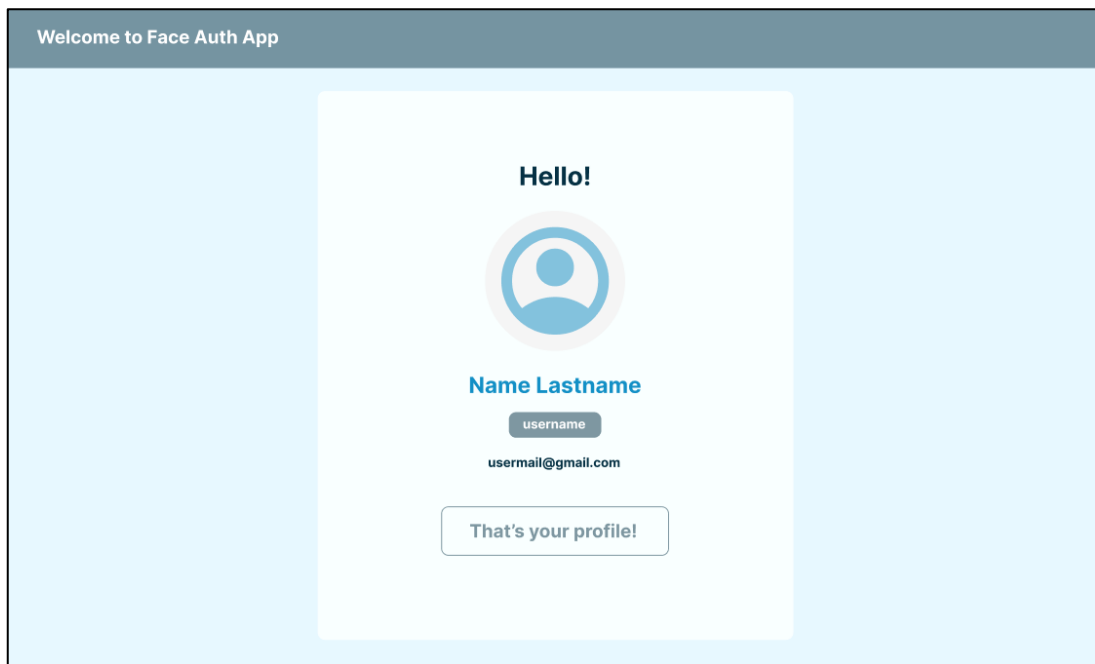 Welcome to Face Auth App
Hello!
Name Lastname
username
usermail@gmail.com
That’s your profile!